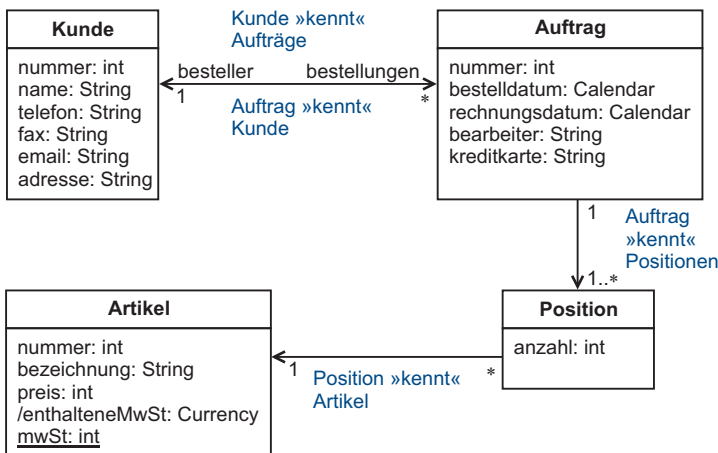 Kunde
nummer: int
name: String
telefon: String
fax: String
email: String
adresse: String
Kunde »kennt«
Aufträge
besteller
bestellungen
1
*
Auftrag »kennt«
Kunde
Auftrag
nummer: int
bestelldatum: Calendar
rechnungsdatum: Calendar
bearbeiter: String
kreditkarte: String
1
Auftrag
»kennt«
Positionen
1..*
Artikel
nummer: int
bezeichnung: String
preis: int
/enthalteneMwSt: Currency
mwSt: int
1
Position »kennt«
Artikel
*
Position
anzahl: int